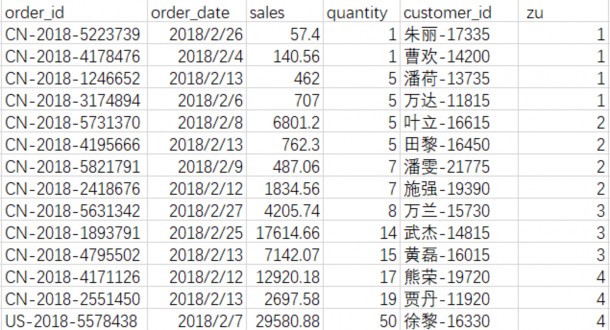 order_id order_date sales quantity customer_id zu
CN-2018-5223739 2018/2/26 57.4 1 朱丽-17335 1
CN-2018-4178476 2018/2/4 140.56 1 曹欢-14200 1
CN-2018-1246652 2018/2/13 462 5 潘荷-13735 1
CN-2018-3174894 2018/2/6 707 5 万达-11815 1
CN-2018-5731370 2018/2/8 6801.2 5 叶立-16615 2
CN-2018-4195666 2018/2/13 762.3 5 田黎-16450 2
CN-2018-5821791 2018/2/9 487.06 7 潘雯-21775 2
CN-2018-2418676 2018/2/12 1834.56 7 施强-19390 2
CN-2018-5631342 2018/2/27 4205.74 8 万兰-15730 3
CN-2018-1893791 2018/2/25 17614.66 14 武杰-14815 3
CN-2018-4795502 2018/2/13 7142.07 15 黄磊-16015 3
CN-2018-4171126 2018/2/12 12920.18 17 熊荣-19720 4
CN-2018-2551450 2018/2/13 2697.58 19 贾丹-11920 4
US-2018-5578438 2018/2/7 29580.88 50 徐黎-16330 4